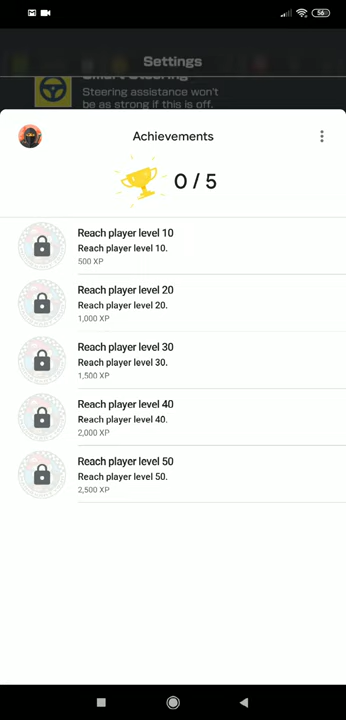 56
Settings
Smart Steering
Steering assistance won't
be as strong if this is off.
Achievements
0 / 5
Reach player level 10
Reach player level 10.
500 XP
Reach player level 20
Reach player level 20.
1,000 XP
Reach player level 30
Reach player level 30.
1,500 XP
Reach player level 40
Reach player level 40.
2,000 XP
Reach player level 50
Reach player level 50.
2,500 XP